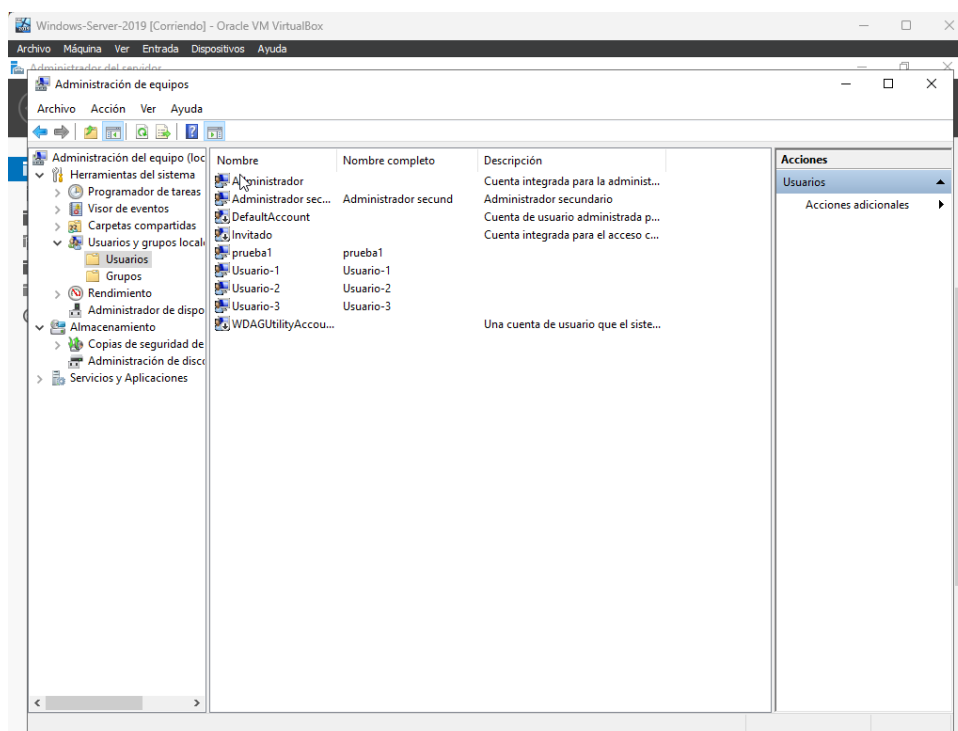 Windows-Server-2019 [Corriendo] - Oracle VM VirtualBox
Archivo Máquina Ver Entrada Dispositivos Ayuda
Administrador del servidor
Administración de equipos
Archivo Acción Ver Ayuda
Administración del equipo (loc
Herramientas del sistema
Programador de tareas
Visor de eventos
Carpetas compartidas
Usuarios y grupos locale
Usuarios
Grupos
Rendimiento
Administrador de dispo
Almacenamiento
Copias de seguridad de
Administración de disco
Servicios y Aplicaciones
Nombre Nombre completo Descripción
Administrador Cuenta integrada para la administ...
Administrador sec... Administrador secund Administrador secundario
DefaultAccount Cuenta de usuario administrada p...
Invitado Cuenta integrada para el acceso c...
prueba1 prueba1
Usuario-1 Usuario-1
Usuario-2 Usuario-2
Usuario-3 Usuario-3
WDAGUtilityAccou... Una cuenta de usuario que el siste...
Acciones
Usuarios
Acciones adicionales